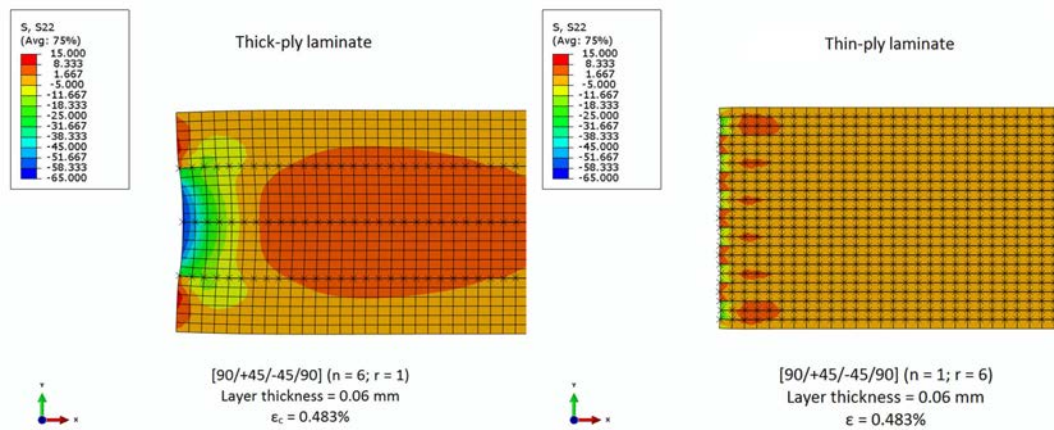 S, S22
(Avg: 75%)
15.000
8.333
1.667
-5.000
-11.667
-18.333
-25.000
-31.667
-38.333
-45.000
-51.667
-58.333
-65.000
Thick-ply laminate
[90/+45/-45/90] (n = 6; r = 1)
Layer thickness = 0.06 mm
εc = 0.483%
Y
X
S, S22
(Avg: 75%)
15.000
8.333
1.667
-5.000
-11.667
-18.333
-25.000
-31.667
-38.333
-45.000
-51.667
-58.333
-65.000
Thin-ply laminate
[90/+45/-45/90] (n = 1; r = 6)
Layer thickness = 0.06 mm
ε = 0.483%
Y
X